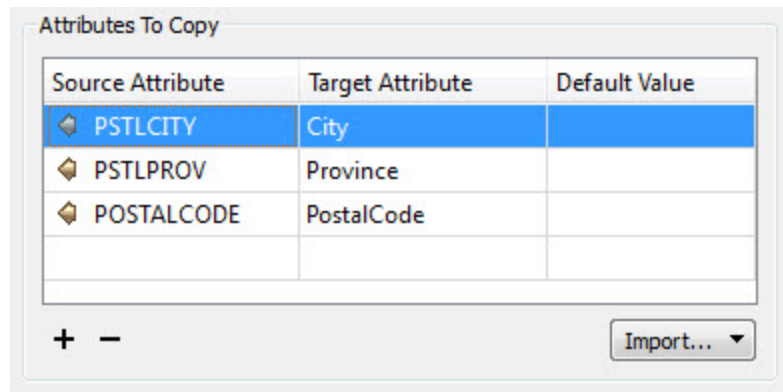 Attributes To Copy
Source Attribute Target Attribute Default Value
PSTLCITY City
PSTLPROV Province
POSTALCODE PostalCode
+ − Import...